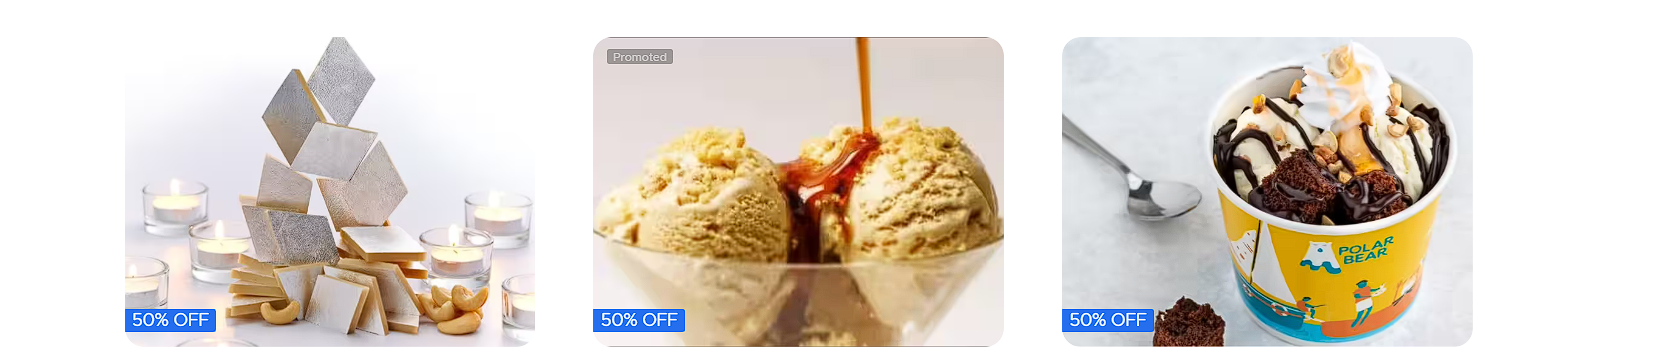 Promoted
50% OFF
50% OFF
50% OFF
POLAR
BEAR